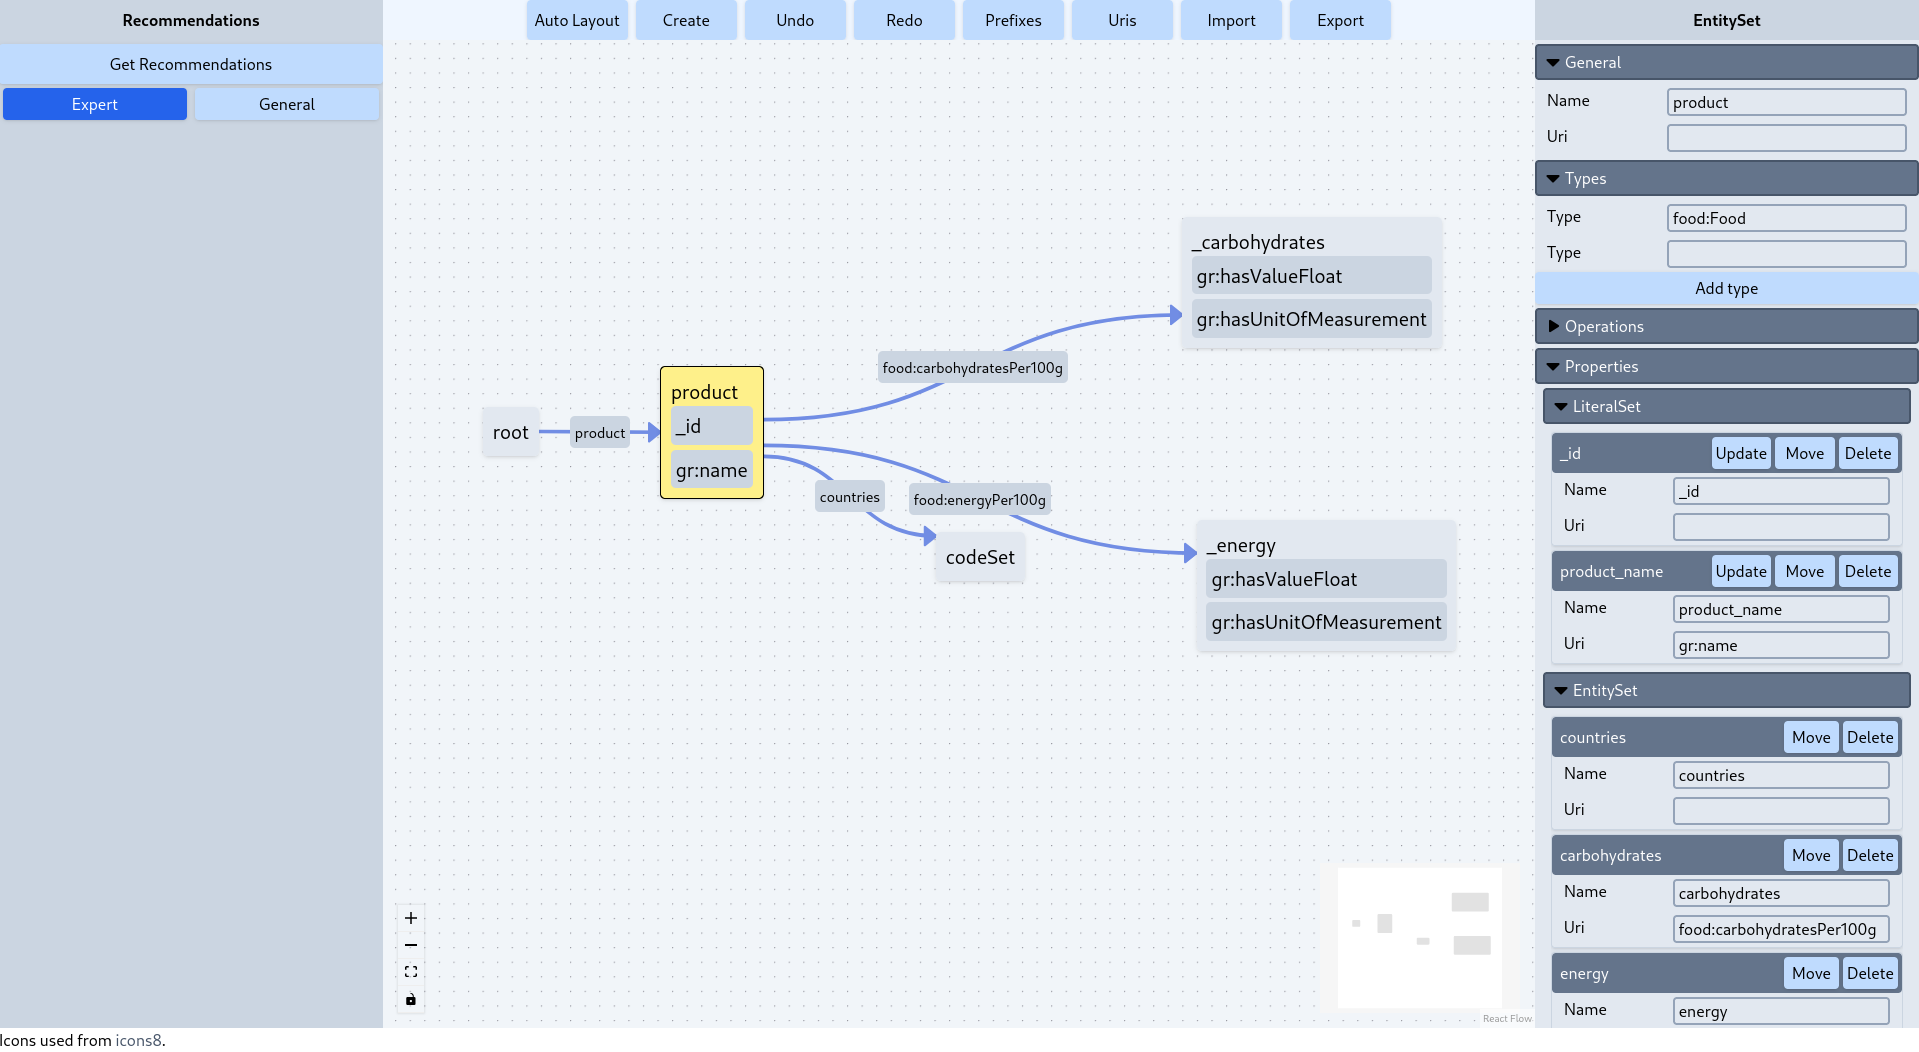 Recommendations
Get Recommendations
Expert
General
Auto Layout
Create
Undo
Redo
Prefixes
Uris
Import
Export
root
product
product
_id
gr:name
food:carbohydratesPer100g
countries
food:energyPer100g
codeSet
_carbohydrates
gr:hasValueFloat
gr:hasUnitOfMeasurement
_energy
gr:hasValueFloat
gr:hasUnitOfMeasurement
React Flow
EntitySet
General
Name product
Uri
Types
Type food:Food
Type
Add type
Operations
Properties
LiteralSet
_id Update Move Delete
Name _id
Uri
product_name Update Move Delete
Name product_name
Uri gr:name
EntitySet
countries Move Delete
Name countries
Uri
carbohydrates Move Delete
Name carbohydrates
Uri food:carbohydratesPer100g
energy Move Delete
Name energy
Icons used from icons8.